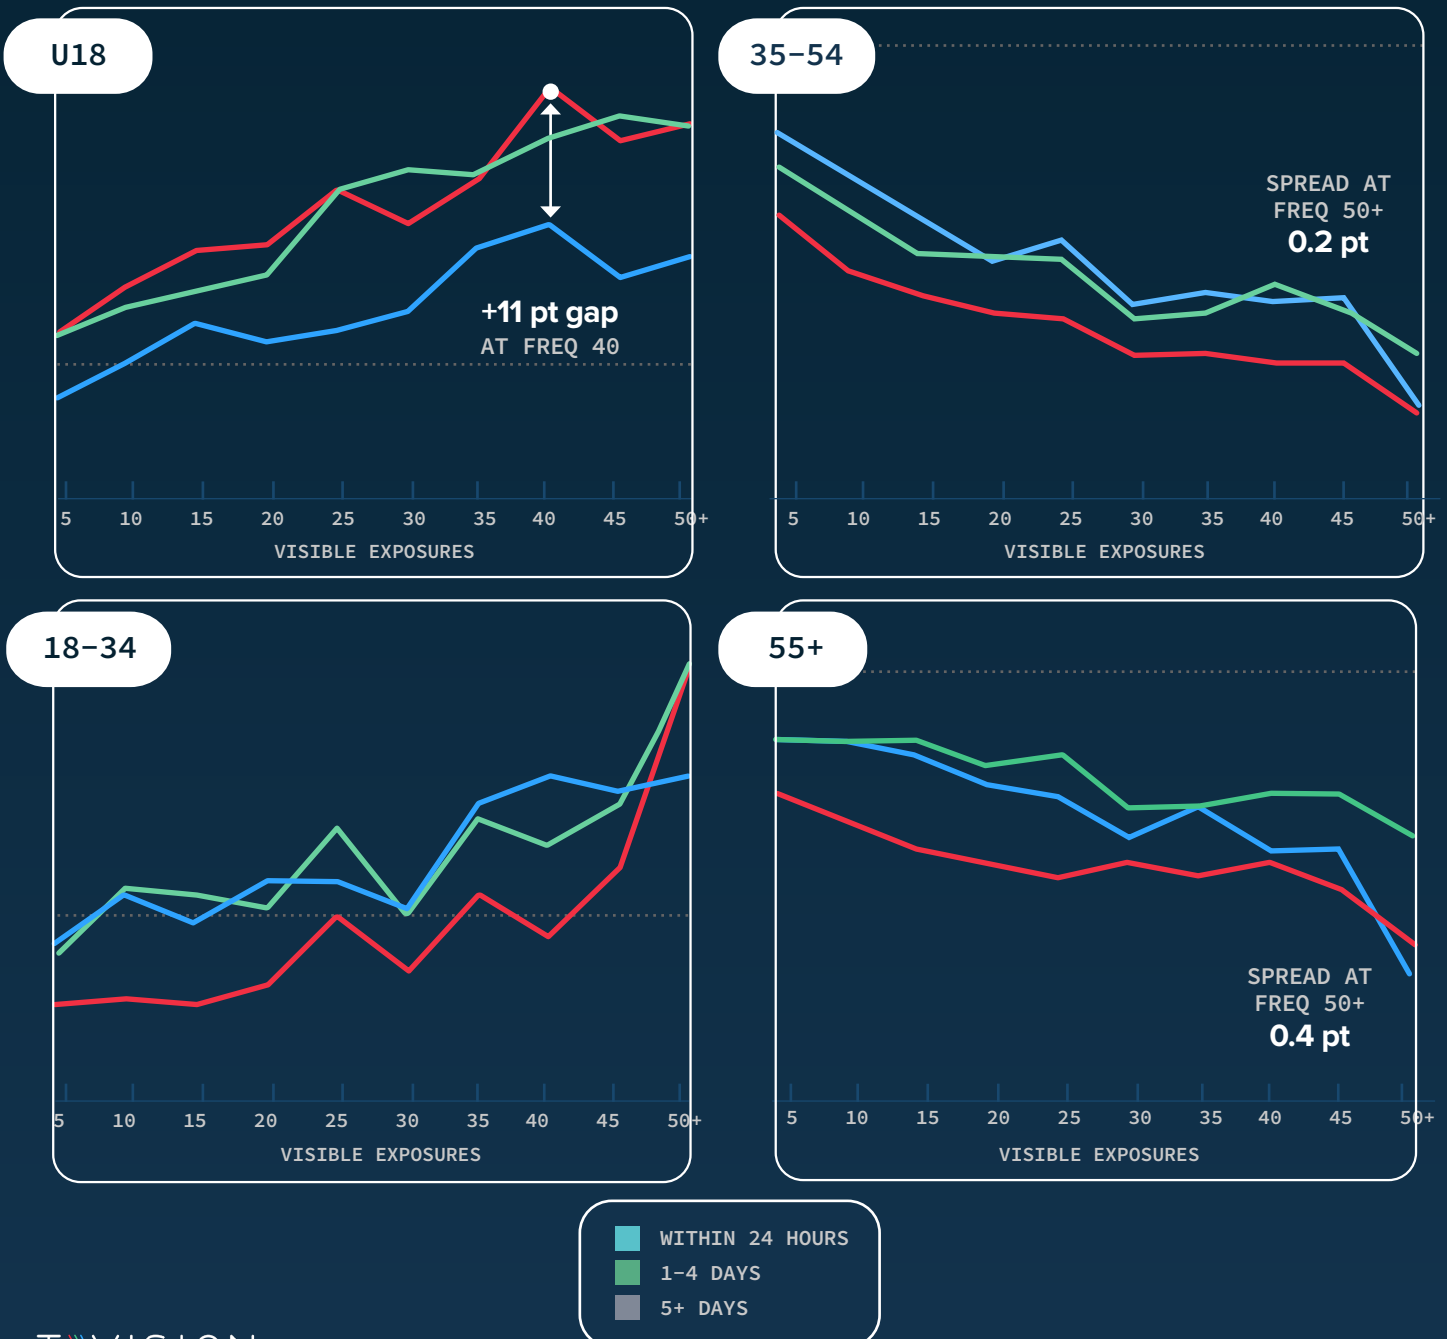 U18
+11 pt gap
AT FREQ 40
5 10 15 20 25 30 35 40 45 50+
VISIBLE EXPOSURES
35–54
SPREAD AT
FREQ 50+
0.2 pt
5 10 15 20 25 30 35 40 45 50+
VISIBLE EXPOSURES
18–34
5 10 15 20 25 30 35 40 45 50+
VISIBLE EXPOSURES
55+
SPREAD AT
FREQ 50+
0.4 pt
5 10 15 20 25 30 35 40 45 50+
VISIBLE EXPOSURES
WITHIN 24 HOURS
1–4 DAYS
5+ DAYS